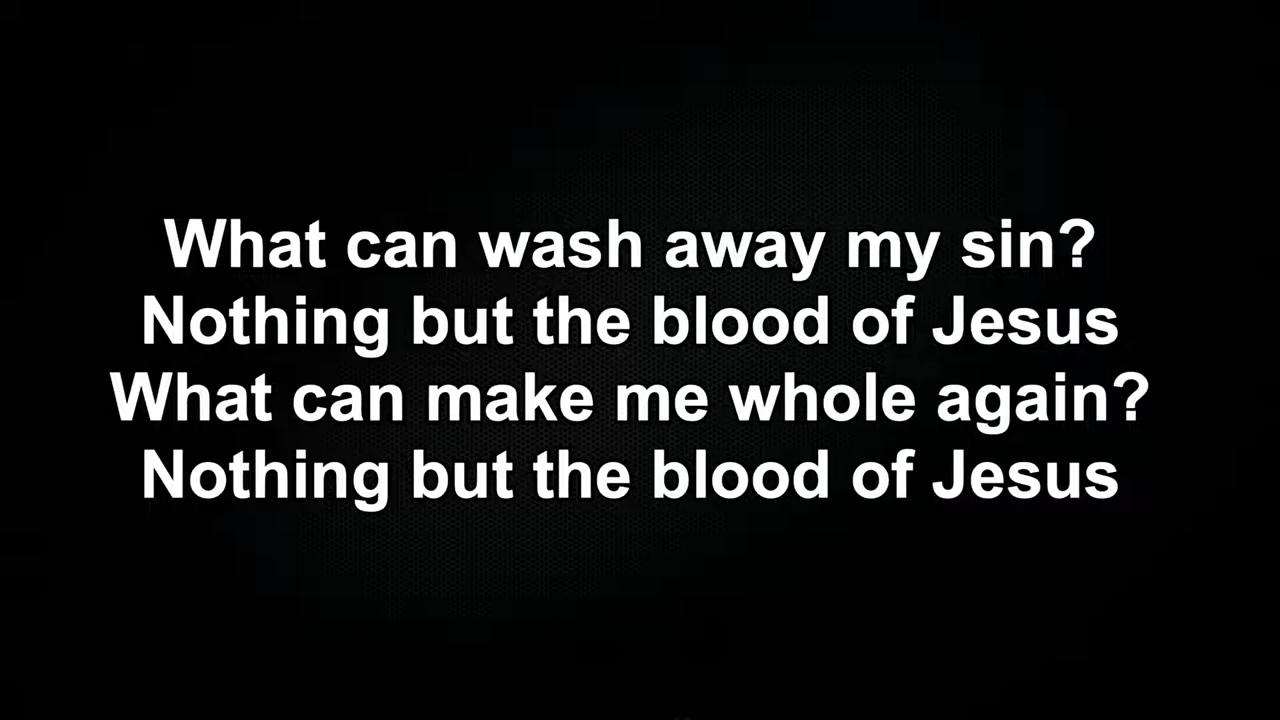 What can wash away my sin?
Nothing but the blood of Jesus
What can make me whole again?
Nothing but the blood of Jesus